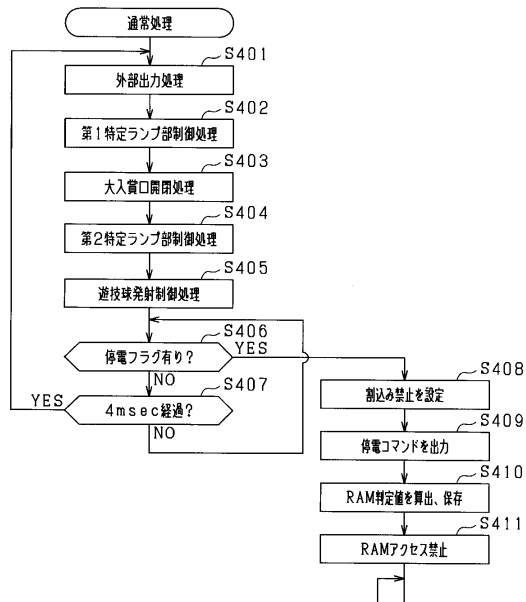 通常処理
S401
外部出力処理
S402
第1特定ランプ部制御処理
S403
大入賞口開閉処理
S404
第2特定ランプ部制御処理
S405
遊技球発射制御処理
S406
停電フラグ有り?
YES
NO
S407
YES
4msec経過?
NO
S408
割込み禁止を設定
S409
停電コマンドを出力
S410
RAM判定値を算出、保存
S411
RAMアクセス禁止